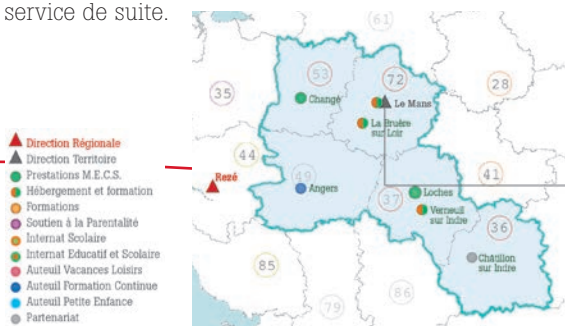 service de suite.
Direction Régionale
Direction Territoire
Prestations M.E.C.S.
Hébergement et formation
Formations
Soutien à la Parentalité
Internat Scolaire
Internat Educatif et Scolaire
Auteuil Vacances Loisirs
Auteuil Formation Continue
Auteuil Petite Enfance
Partenariat
61
53
72
28
35
Changé
Le Mans
La Bruère
sur Loir
44
Rezé
49
Angers
41
37
Loches
Verneuil
sur Indre
36
85
Châtillon
sur Indre
79
86